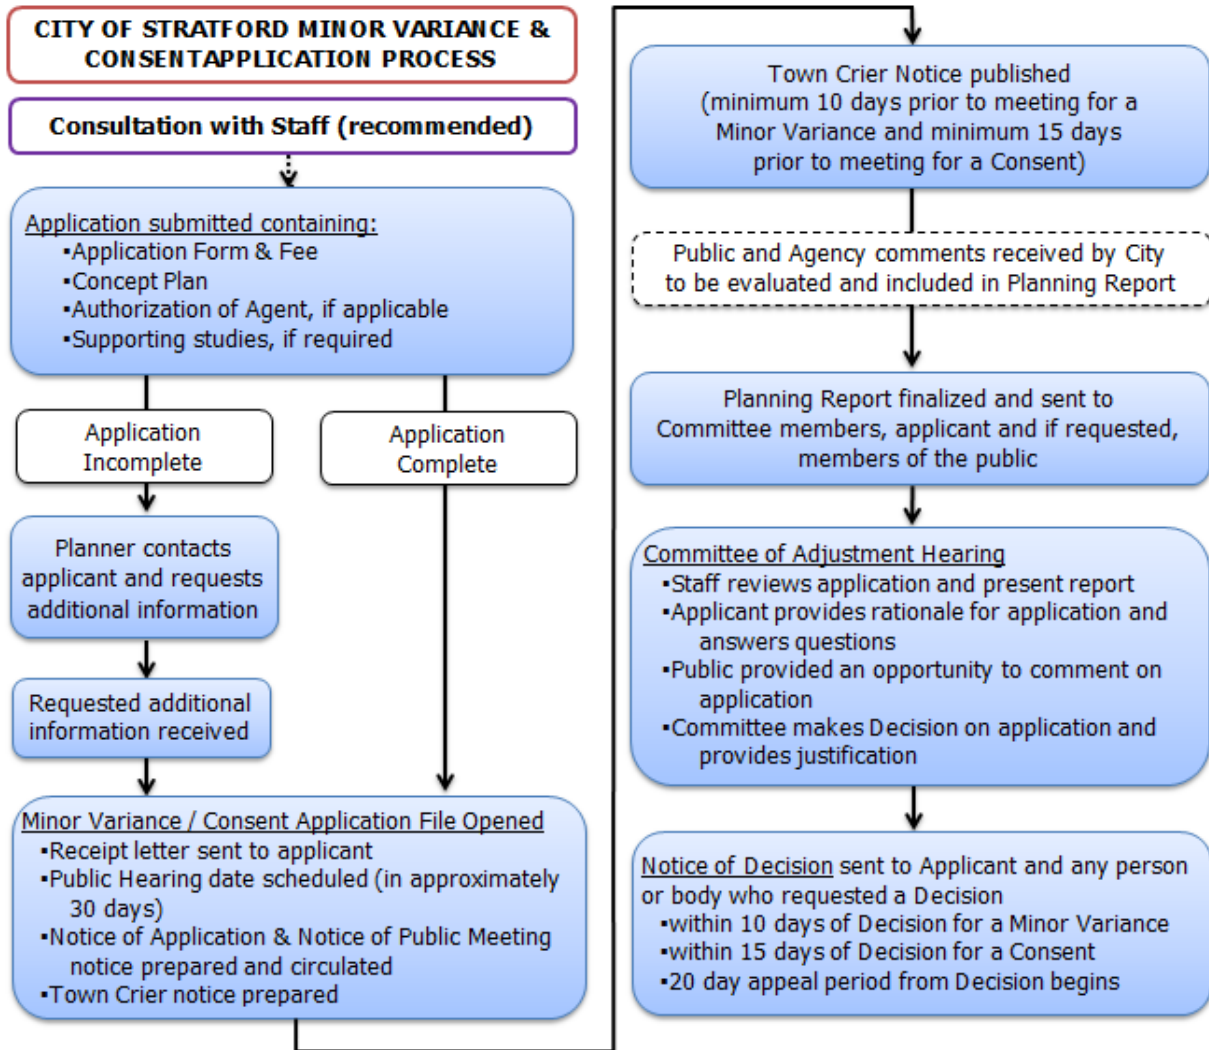 CITY OF STRATFORD MINOR VARIANCE &
CONSENTAPPLICATION PROCESS
Consultation with Staff (recommended)
Application submitted containing:
▪Application Form & Fee
▪Concept Plan
▪Authorization of Agent, if applicable
▪Supporting studies, if required
Application
Incomplete
Application
Complete
Planner contacts
applicant and requests
additional information
Requested additional
information received
Minor Variance / Consent Application File Opened
▪Receipt letter sent to applicant
▪Public Hearing date scheduled (in approximately
30 days)
▪Notice of Application & Notice of Public Meeting
notice prepared and circulated
▪Town Crier notice prepared
Town Crier Notice published
(minimum 10 days prior to meeting for a
Minor Variance and minimum 15 days
prior to meeting for a Consent)
Public and Agency comments received by City
to be evaluated and included in Planning Report
Planning Report finalized and sent to
Committee members, applicant and if requested,
members of the public
Committee of Adjustment Hearing
▪Staff reviews application and present report
▪Applicant provides rationale for application and
answers questions
▪Public provided an opportunity to comment on
application
▪Committee makes Decision on application and
provides justification
Notice of Decision sent to Applicant and any person
or body who requested a Decision
▪within 10 days of Decision for a Minor Variance
▪within 15 days of Decision for a Consent
▪20 day appeal period from Decision begins